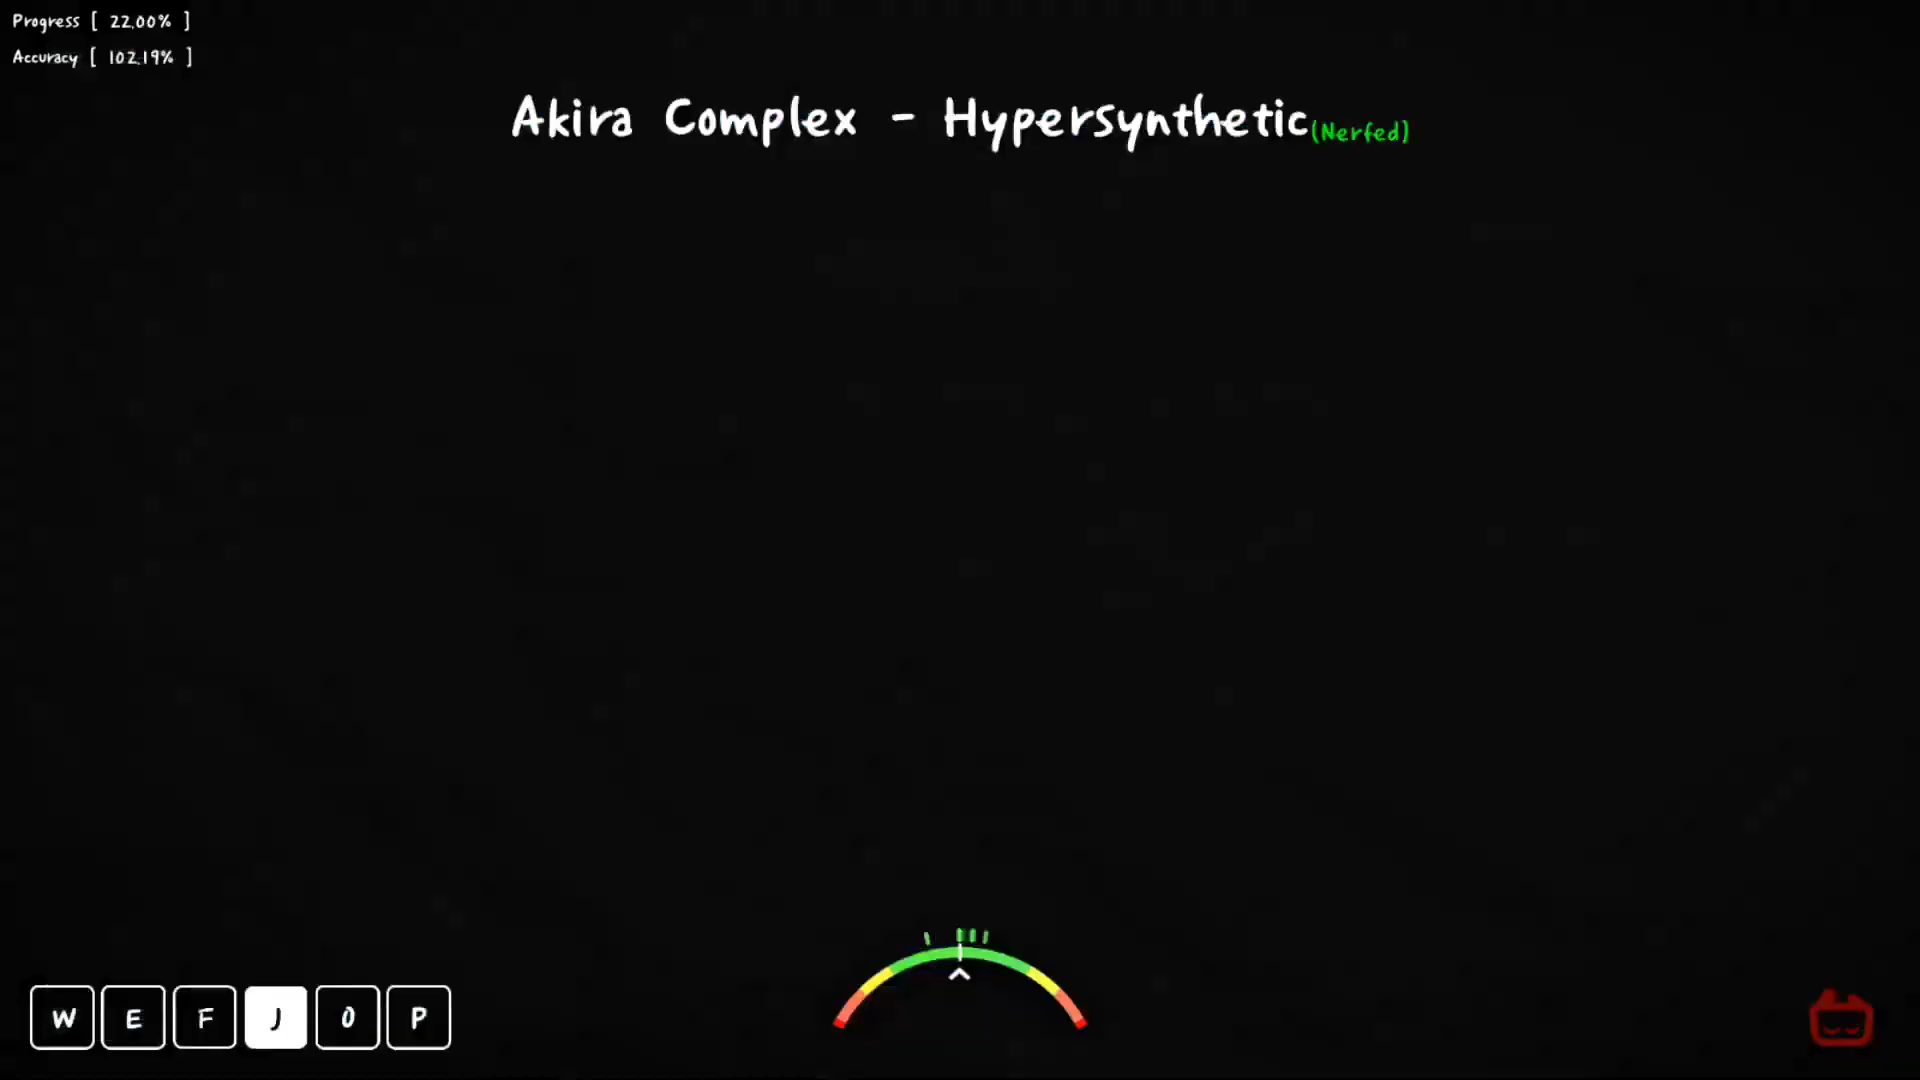 Progress [ 22.00% ]
Accuracy [ 102.19% ]
Akira Complex - Hypersynthetic(Nerfed)
W E F J O P